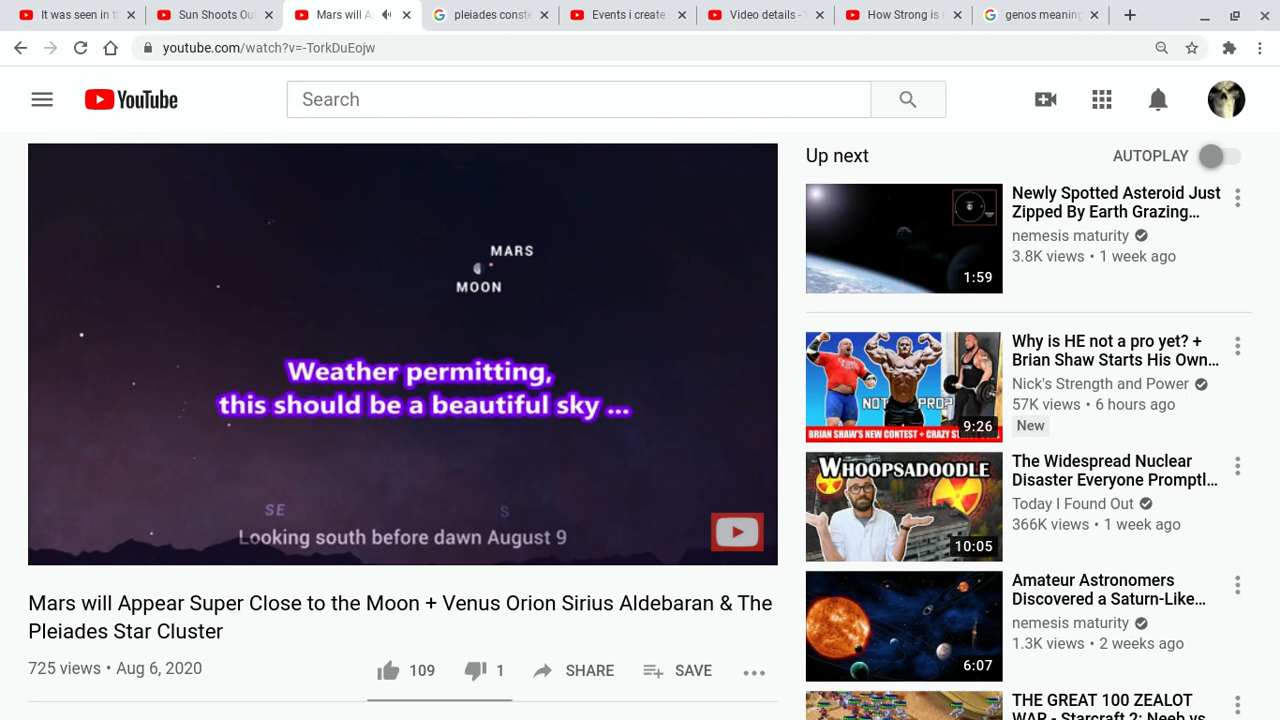 It was seen in t
Sun Shoots Ou
Mars will A
pleiades conste
Events i create
Video details - Y
How Strong is
genos meaning
youtube.com/watch?v=-TorkDuEojw
YouTube
Search
MARS
MOON
Weather permitting,
this should be a beautiful sky ...
SE S
Looking south before dawn August 9
Mars will Appear Super Close to the Moon + Venus Orion Sirius Aldebaran & The
Pleiades Star Cluster
725 views • Aug 6, 2020
109 1 SHARE SAVE
Up next
AUTOPLAY
1:59
Newly Spotted Asteroid Just
Zipped By Earth Grazing...
nemesis maturity
3.8K views • 1 week ago
NOT PRO?
BRIAN SHAW'S NEW CONTEST + CRAZY
9:26
Why is HE not a pro yet? +
Brian Shaw Starts His Own...
Nick's Strength and Power
57K views • 6 hours ago
New
WHOOPSADOODLE
10:05
The Widespread Nuclear
Disaster Everyone Promptl...
Today I Found Out
366K views • 1 week ago
6:07
Amateur Astronomers
Discovered a Saturn-Like...
nemesis maturity
1.3K views • 2 weeks ago
THE GREAT 100 ZEALOT
WAR - Starcraft 2: Neeb vs